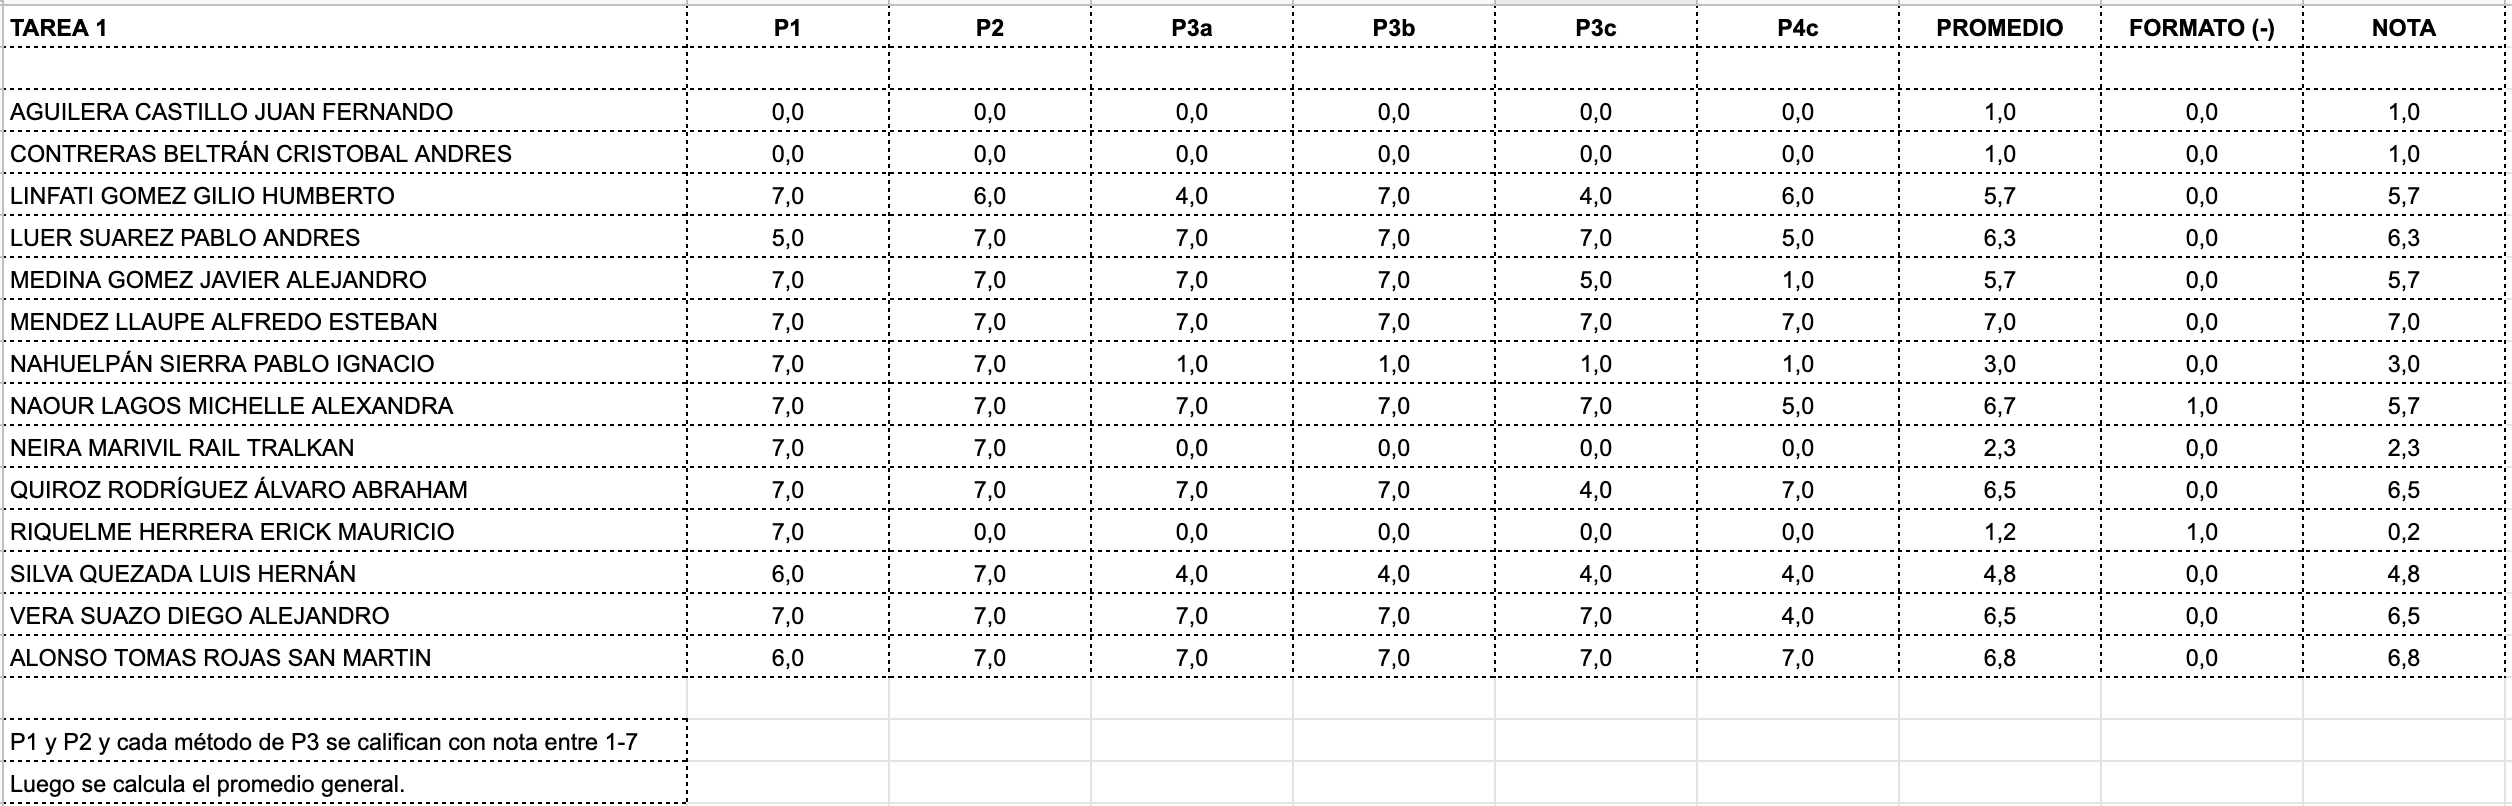 TAREA 1 P1 P2 P3a P3b P3c P4c PROMEDIO FORMATO (-) NOTA
AGUILERA CASTILLO JUAN FERNANDO 0,0 0,0 0,0 0,0 0,0 0,0 1,0 0,0 1,0
CONTRERAS BELTRÁN CRISTOBAL ANDRES 0,0 0,0 0,0 0,0 0,0 0,0 1,0 0,0 1,0
LINFATI GOMEZ GILIO HUMBERTO 7,0 6,0 4,0 7,0 4,0 6,0 5,7 0,0 5,7
LUER SUAREZ PABLO ANDRES 5,0 7,0 7,0 7,0 7,0 5,0 6,3 0,0 6,3
MEDINA GOMEZ JAVIER ALEJANDRO 7,0 7,0 7,0 7,0 5,0 1,0 5,7 0,0 5,7
MENDEZ LLAUPE ALFREDO ESTEBAN 7,0 7,0 7,0 7,0 7,0 7,0 7,0 0,0 7,0
NAHUELPÁN SIERRA PABLO IGNACIO 7,0 7,0 1,0 1,0 1,0 1,0 3,0 0,0 3,0
NAOUR LAGOS MICHELLE ALEXANDRA 7,0 7,0 7,0 7,0 7,0 5,0 6,7 1,0 5,7
NEIRA MARIVIL RAIL TRALKAN 7,0 7,0 0,0 0,0 0,0 0,0 2,3 0,0 2,3
QUIROZ RODRÍGUEZ ÁLVARO ABRAHAM 7,0 7,0 7,0 7,0 4,0 7,0 6,5 0,0 6,5
RIQUELME HERRERA ERICK MAURICIO 7,0 0,0 0,0 0,0 0,0 0,0 1,2 1,0 0,2
SILVA QUEZADA LUIS HERNÁN 6,0 7,0 4,0 4,0 4,0 4,0 4,8 0,0 4,8
VERA SUAZO DIEGO ALEJANDRO 7,0 7,0 7,0 7,0 7,0 4,0 6,5 0,0 6,5
ALONSO TOMAS ROJAS SAN MARTIN 6,0 7,0 7,0 7,0 7,0 7,0 6,8 0,0 6,8
P1 y P2 y cada método de P3 se califican con nota entre 1-7
Luego se calcula el promedio general.